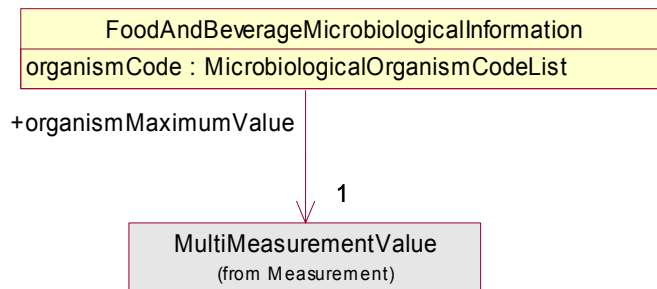 FoodAndBeverageMicrobiologicalInformation
organismCode : MicrobiologicalOrganismCodeList
+organismMaximumValue
1
MultiMeasurementValue
(from Measurement)